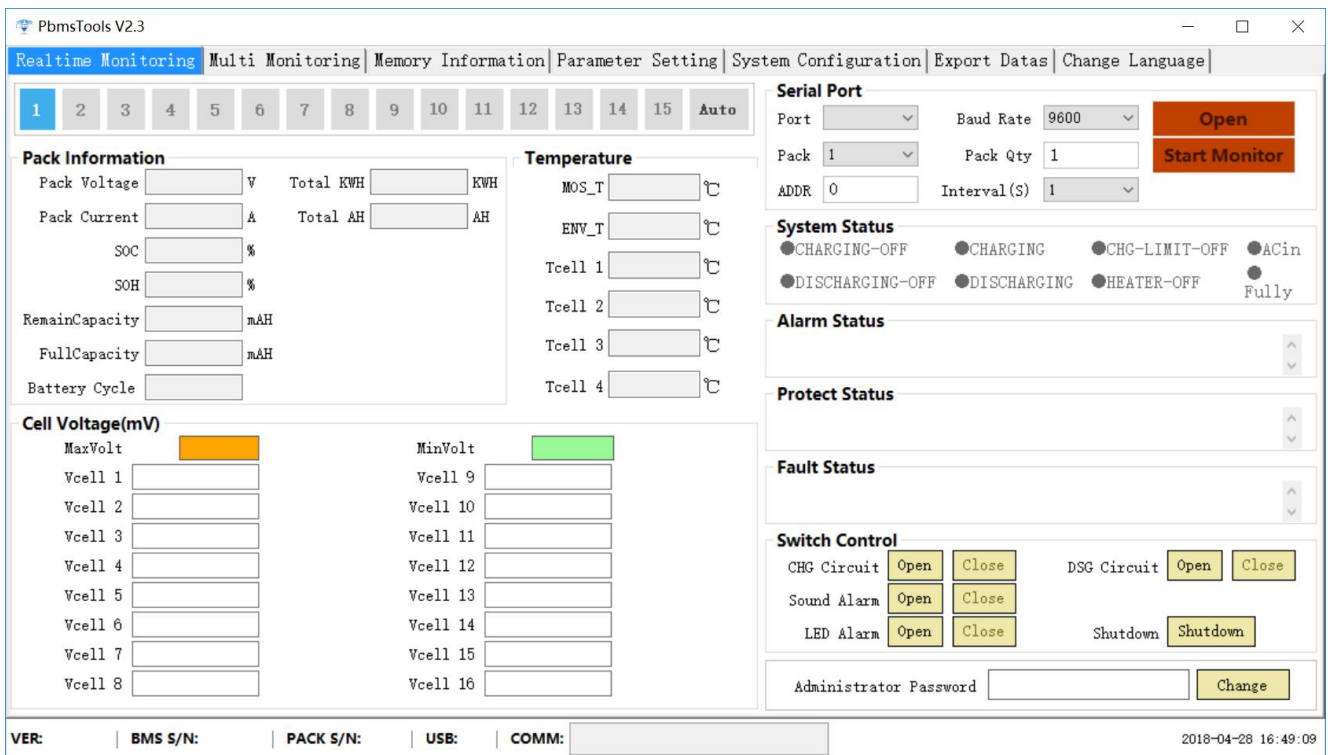 PbmsTools V2.3
Realtime Monitoring Multi Monitoring Memory Information Parameter Setting System Configuration Export Datas Change Language
1 2 3 4 5 6 7 8 9 10 11 12 13 14 15 Auto
Pack Information
Pack Voltage V Total KWH KWH
Pack Current A Total AH AH
SOC %
SOH %
RemainCapacity mAH
FullCapacity mAH
Battery Cycle
Temperature
MOS_T ℃
ENV_T ℃
Tcell 1 ℃
Tcell 2 ℃
Tcell 3 ℃
Tcell 4 ℃
Cell Voltage(mV)
MaxVolt MinVolt
Vcell 1 Vcell 9
Vcell 2 Vcell 10
Vcell 3 Vcell 11
Vcell 4 Vcell 12
Vcell 5 Vcell 13
Vcell 6 Vcell 14
Vcell 7 Vcell 15
Vcell 8 Vcell 16
Serial Port
Port Baud Rate 9600 Open
Pack 1 Pack Qty 1 Start Monitor
ADDR 0 Interval(S) 1
System Status
CHARGING-OFF CHARGING CHG-LIMIT-OFF ACin
DISCHARGING-OFF DISCHARGING HEATER-OFF Fully
Alarm Status
Protect Status
Fault Status
Switch Control
CHG Circuit Open Close DSG Circuit Open Close
Sound Alarm Open Close
LED Alarm Open Close Shutdown Shutdown
Administrator Password Change
VER: BMS S/N: PACK S/N: USB: COMM: 2018-04-28 16:49:09